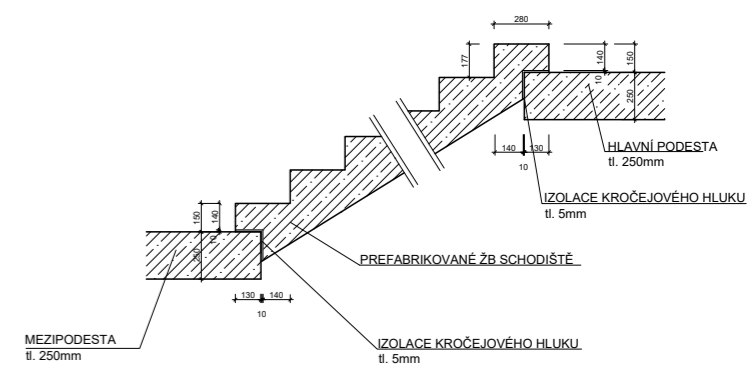 280
177
140
150
10
250
140
130
10
HLAVNÍ PODESTA
tl. 250mm
IZOLACE KROČEJOVÉHO HLUKU
tl. 5mm
150
140
10
250
PREFABRIKOVANÉ ŽB SCHODIŠTĚ
130
140
10
MEZIPODESTA
tl. 250mm
IZOLACE KROČEJOVÉHO HLUKU
tl. 5mm